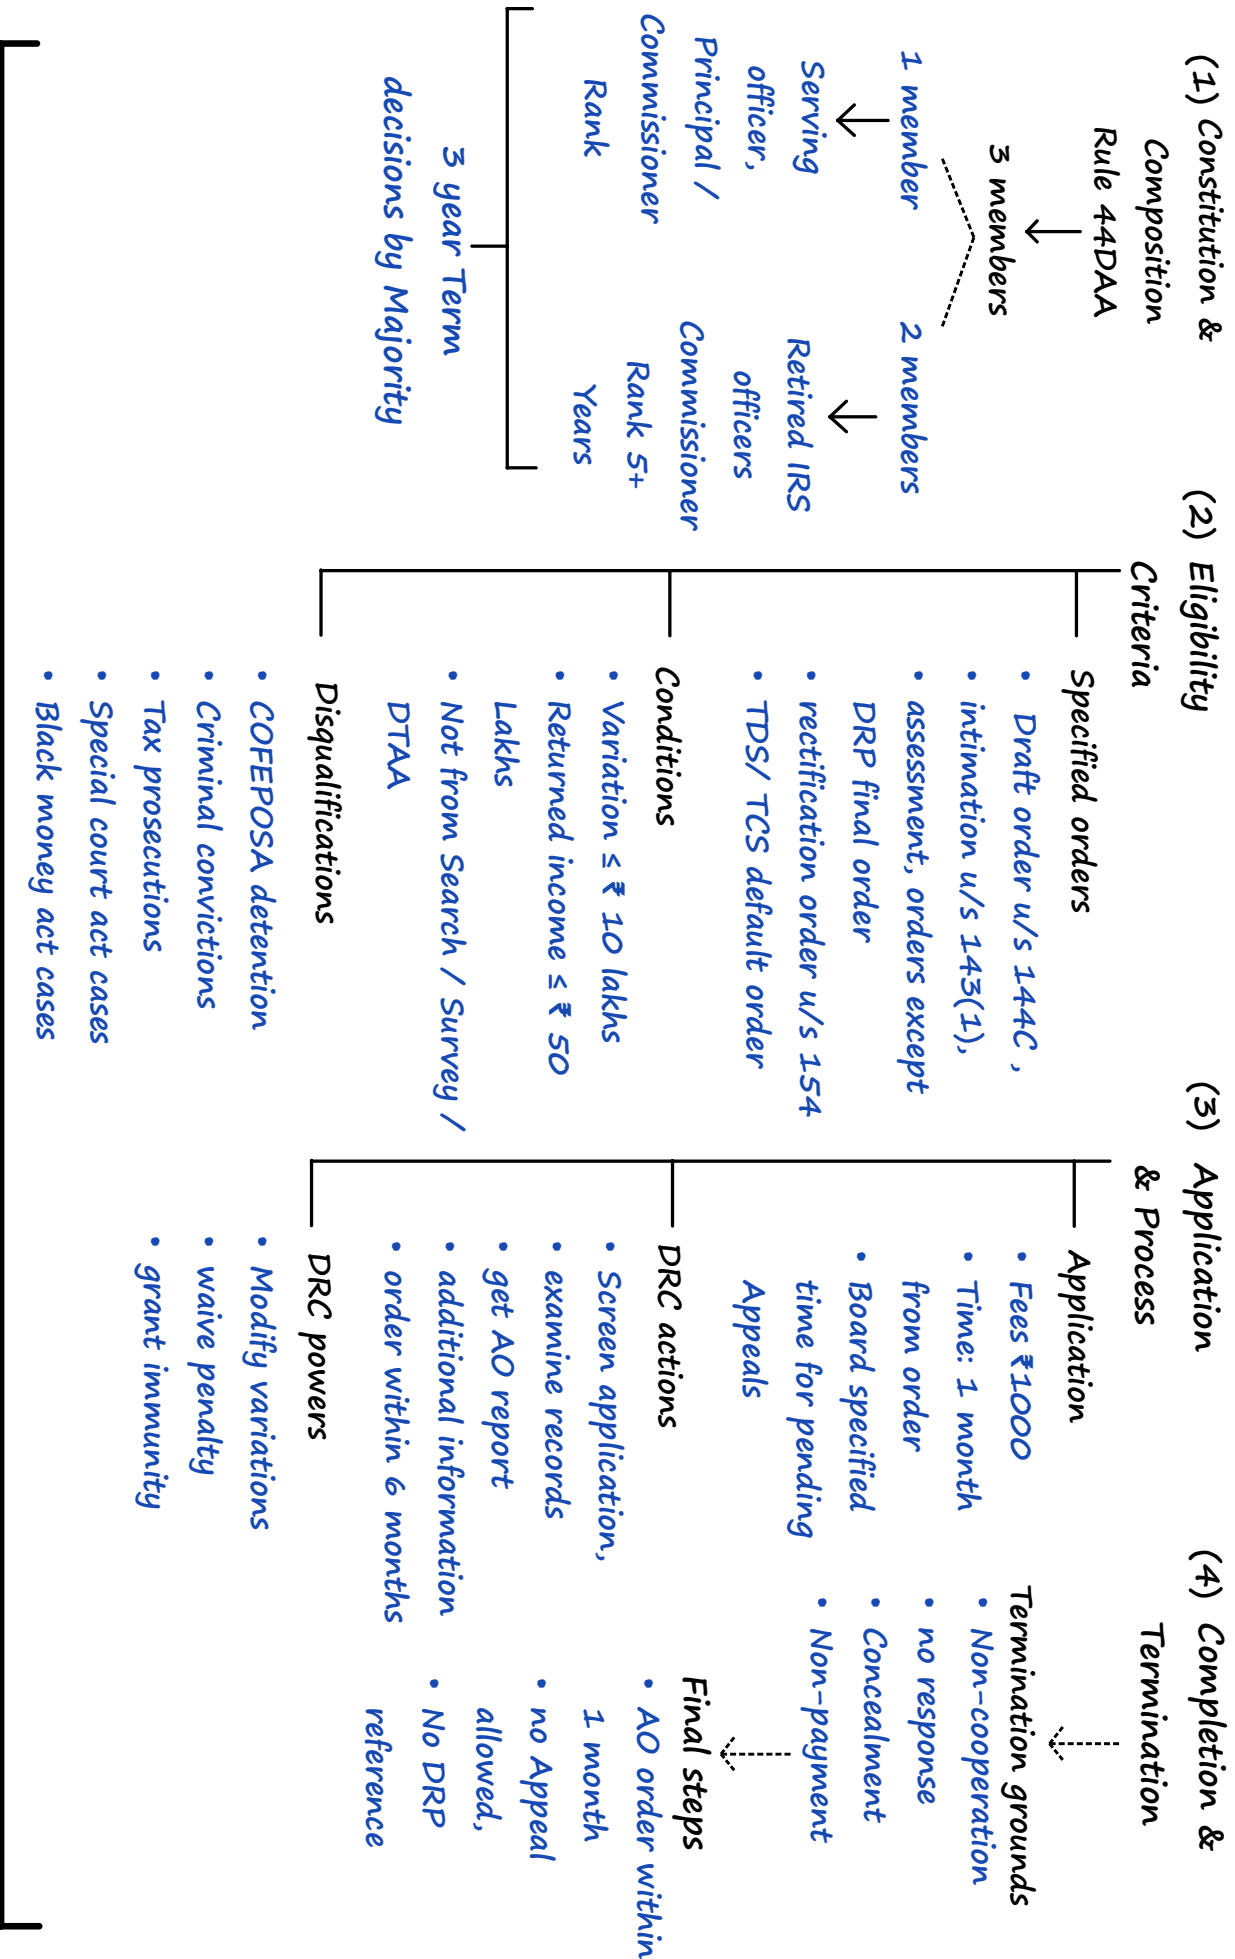 (1) Constitution &
Composition
Rule 44DAA
3 members
1 member
Serving
officer,
Principal /
Commissioner
Rank
2 members
Retired IRS
officers
Commissioner
Rank 5+
Years
3 year Term
decisions by Majority
(2) Eligibility
Criteria
Specified orders
• Draft order u/s 144C ,
• intimation u/s 143(1),
• assessment, orders except
DRP final order
• rectification order u/s 154
• TDS/ TCS default order
Conditions
• Variation ≤ ₹ 10 lakhs
• Returned income ≤ ₹ 50
Lakhs
• Not from Search / Survey /
DTAA
Disqualifications
• COFEPOSA detention
• Criminal convictions
• Tax prosecutions
• Special court act cases
• Black money act cases
(3) Application
& Process
Application
• Fees ₹1000
• Time: 1 month
from order
• Board specified
time for pending
Appeals
DRC actions
• Screen application,
• examine records
• get AO report
• additional information
• order within 6 months
DRC powers
• Modify variations
• waive penalty
• grant immunity
(4) Completion &
Termination
Termination grounds
• Non-cooperation
• no response
• Concealment
• Non-payment
Final steps
• AO order within
1 month
• no Appeal
allowed,
• No DRP
reference